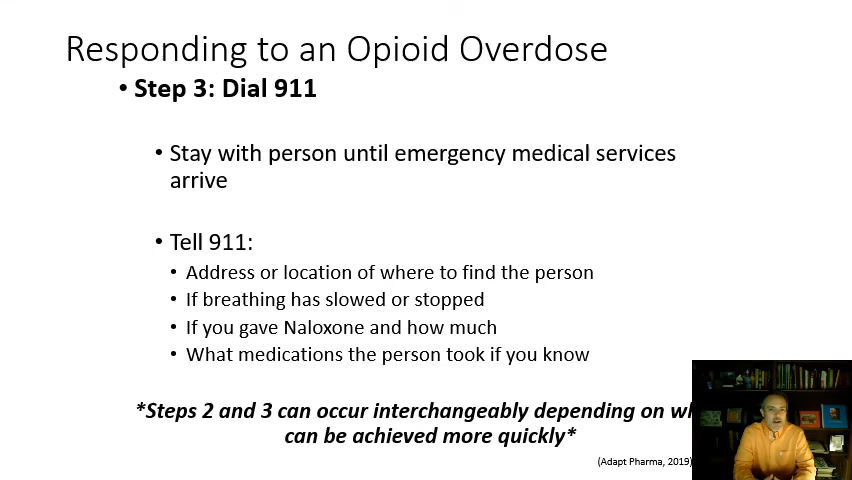 Responding to an Opioid Overdose
• Step 3: Dial 911
• Stay with person until emergency medical services
arrive
• Tell 911:
• Address or location of where to find the person
• If breathing has slowed or stopped
• If you gave Naloxone and how much
• What medications the person took if you know
*Steps 2 and 3 can occur interchangeably depending on
can be achieved more quickly*
(Adapt Pharma, 2019)